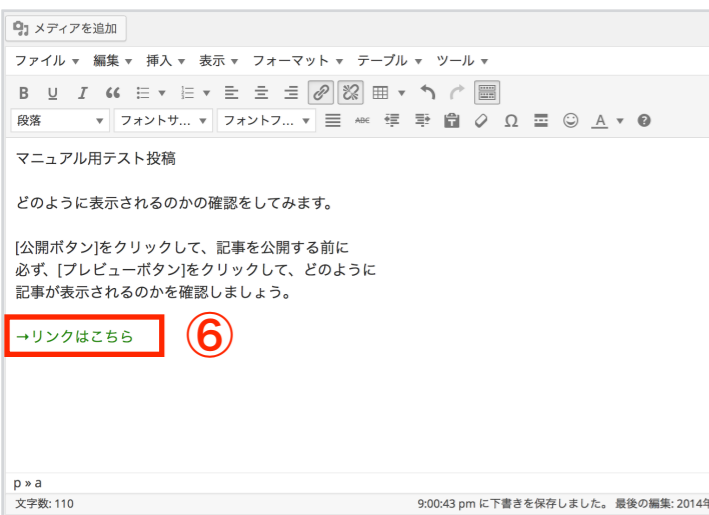 メディアを追加
ファイル ▼ 編集 ▼ 挿入 ▼ 表示 ▼ フォーマット ▼ テーブル ▼ ツール ▼
B U I “
段落 ▼ フォントサ... ▼ フォントフ... ▼ ABC Ω A ▼ ?
マニュアル用テスト投稿
どのように表示されるのかの確認をしてみます。
[公開ボタン]をクリックして、記事を公開する前に
必ず、[プレビューボタン]をクリックして、どのように
記事が表示されるのかを確認しましょう。
→リンクはこちら ⑥
p » a
文字数: 110 9:00:43 pm に下書きを保存しました。 最後の編集: 2014年